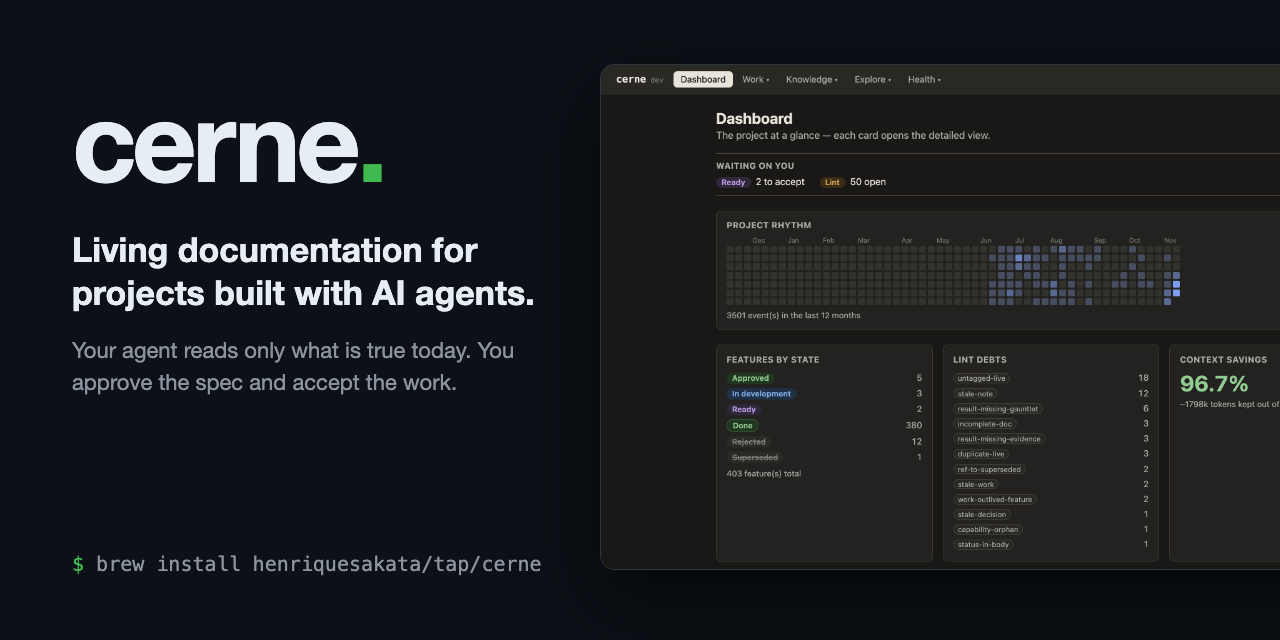 cerne.
Living documentation for
projects built with AI agents.
Your agent reads only what is true today. You
approve the spec and accept the work.
$ brew install henriquesakata/tap/cerne
cerne dev Dashboard Work Knowledge Explore Health
Dashboard
The project at a glance — each card opens the detailed view.
WAITING ON YOU
Ready 2 to accept Lint 50 open
PROJECT RHYTHM
Dec Jan Feb Mar Apr May Jun Jul Aug Sep Oct Nov
3501 event(s) in the last 12 months
FEATURES BY STATE
Approved 5
In development 3
Ready 2
Done 380
Rejected 12
Superseded 1
403 feature(s) total
LINT DEBTS
untagged-live 18
stale-note 12
result-missing-gauntlet 6
incomplete-doc 3
result-missing-evidence 3
duplicate-live 3
ref-to-superseded 2
stale-work 2
work-outlived-feature 2
stale-decision 1
capability-orphan 1
status-in-body 1
CONTEXT SAVINGS
96.7%
~1798k tokens kept out of